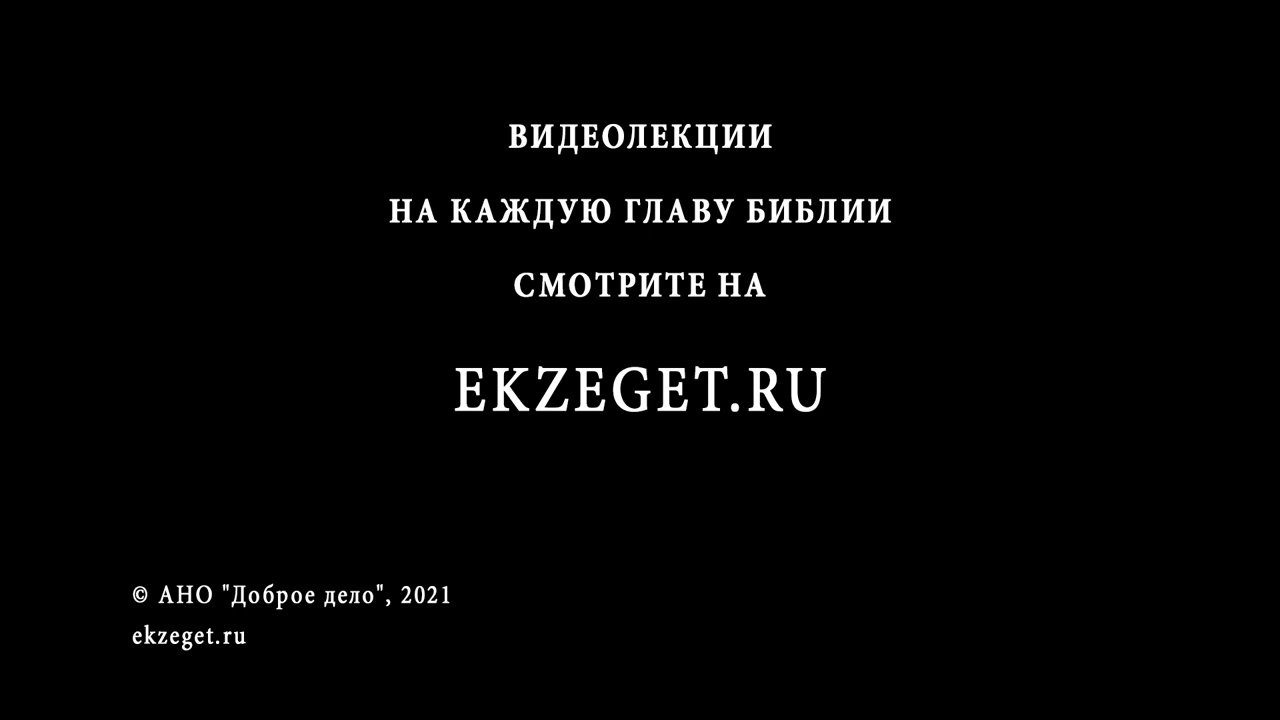 ВИДЕОЛЕКЦИИ
НА КАЖДУЮ ГЛАВУ БИБЛИИ
СМОТРИТЕ НА
EKZEGET.RU
© АНО "Доброе дело", 2021
ekzeget.ru